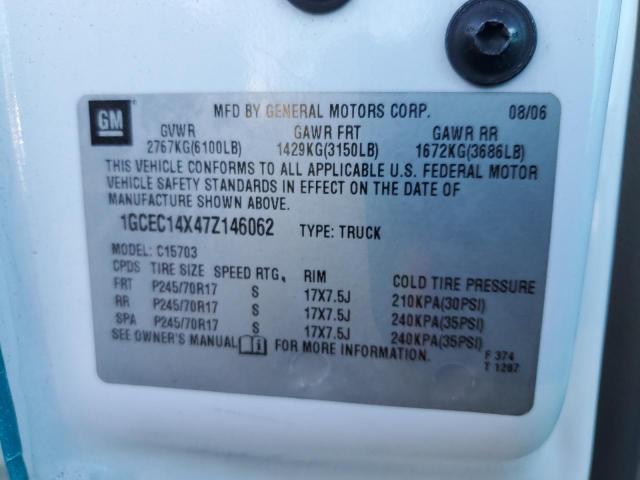 GM MFD BY GENERAL MOTORS CORP. 08/06
GVWR GAWR FRT GAWR RR
2767KG(6100LB) 1429KG(3150LB) 1672KG(3686LB)
THIS VEHICLE CONFORMS TO ALL APPLICABLE U.S. FEDERAL MOTOR
VEHICLE SAFETY STANDARDS IN EFFECT ON THE DATE OF
MANUFACTURE SHOWN ABOVE.
1GCEC14X47Z146062 TYPE: TRUCK
MODEL: C15703
CPDS TIRE SIZE SPEED RTG. RIM COLD TIRE PRESSURE
FRT P245/70R17 S 17X7.5J 210KPA(30PSI)
RR P245/70R17 S 17X7.5J 240KPA(35PSI)
SPA P245/70R17 S 17X7.5J 240KPA(35PSI)
SEE OWNER'S MANUAL FOR MORE INFORMATION.
F 374
T 1287